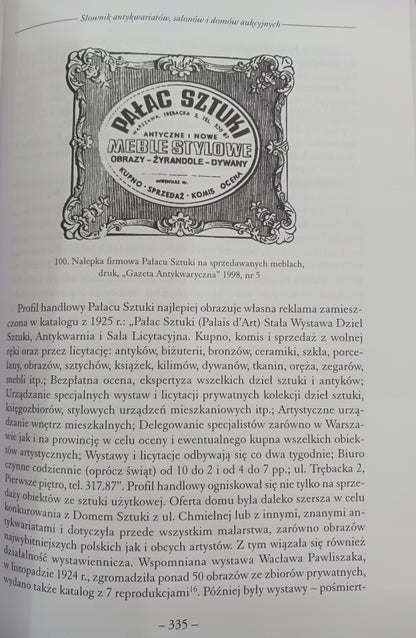 Słownik antykwariatów, salonów i domów aukcyjnych
PAŁAC SZTUKI
WARSZAWA, TRĘBACKA 2, TEL.
ANTYCZNE I NOWE
MEBLE STYLOWE
OBRAZY – ŻYRANDOLE – DYWANY
KUPNO – SPRZEDAŻ – KOMIS OCENA
INWENTARZ Nr.
100. Nalepka firmowa Pałacu Sztuki na sprzedawanych meblach,
druk, „Gazeta Antykwaryczna" 1998, nr 5
Profil handlowy Pałacu Sztuki najlepiej obrazuje własna reklama zamiesz-
czona w katalogu z 1925 r.: „Pałac Sztuki (Palais d'Art) Stała Wystawa Dzieł
Sztuki, Antykwarnia i Sala Licytacyjna. Kupno, komis i sprzedaż z wolnej
ręki oraz przez licytację: antyków, biżuterii, bronzów, ceramiki, szkła, porce-
lany, obrazów, sztychów, książek, kilimów, dywanów, tkanin, oręża, zegarów,
mebli itp.; Bezpłatna ocena, ekspertyza wszelkich dzieł sztuki i antyków;
Urządzanie specjalnych wystaw i licytacji prywatnych kolekcji dzieł sztuki,
księgozbiorów, stylowych urządzeń mieszkaniowych itp.; Artystyczne urzą-
dzanie wnętrz mieszkalnych; Delegowanie specjalistów zarówno w Warsza-
wie jak i na prowincję w celu oceny i ewentualnego kupna wszelkich obiek-
tów artystycznych; Wystawy i licytacje odbywają się co dwa tygodnie; Biuro
czynne codziennie (oprócz świąt) od 10 do 2 i od 4 do 7 pp.; ul. Trębacka 2,
Pierwsze piętro, tel. 317.87". Profil handlowy ogniskował się nie tylko na sprze-
daży obiektów ze sztuki użytkowej. Oferta domu była daleko szersza w celu
konkurowania z Domem Sztuki z ul. Chmielnej lub z innymi, znanymi an-
tykwariatami i dotyczyła przede wszystkim malarstwa, zarówno obrazów
najwybitniejszych polskich jak i obcych artystów. Z tym wiązała się również
działalność wystawiennicza. Wspomniana wystawa Wacława Pawliszaka,
w listopadzie 1924 r., zgromadziła ponad 50 obrazów ze zbiorów prywatnych,
wydano także katalog z 7 reprodukcjami16. Później były wystawy – pośmiert-
– 335 –